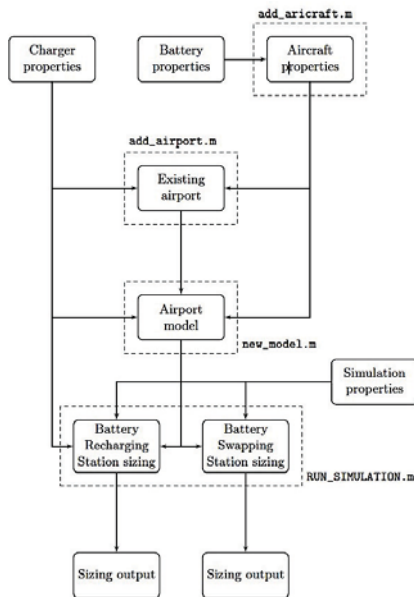 add_aricraft.m
Charger
properties
Battery
properties
Aircraft
properties
add_airport.m
Existing
airport
Airport
model
new_model.m
Simulation
properties
Battery
Recharging
Station sizing
Battery
Swapping
Station sizing
RUN_SIMULATION.m
Sizing output
Sizing output